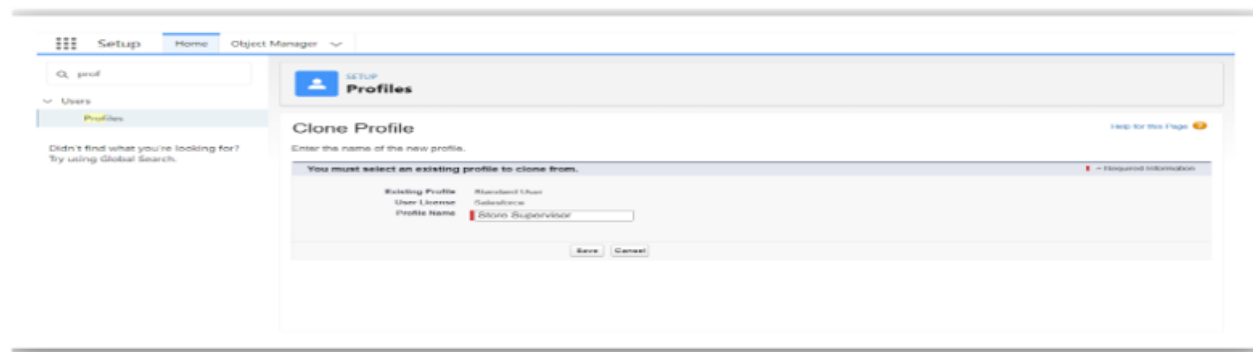 Setup Home Object Manager
prof
Users
Profiles
Didn't find what you're looking for?
Try using Global Search.
SETUP
Profiles
Clone Profile
Help for this Page
Enter the name of the new profile.
You must select an existing profile to clone from.
= Required Information
Existing Profile Standard User
User License Salesforce
Profile Name Store Supervisor
Save Cancel